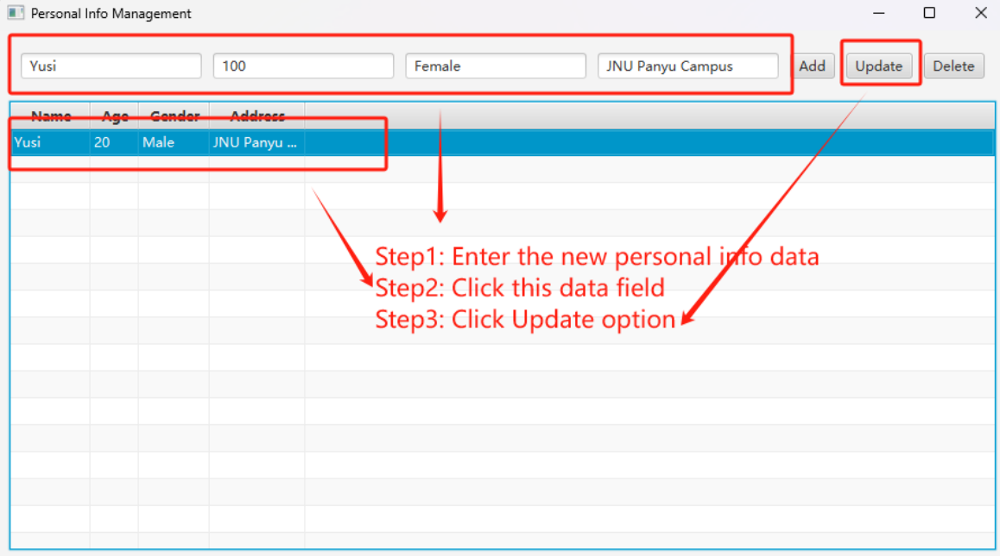 Personal Info Management
Yusi 100 Female JNU Panyu Campus Add Update Delete
Name Age Gender Address
Yusi 20 Male JNU Panyu ...
Step1: Enter the new personal info data
Step2: Click this data field
Step3: Click Update option